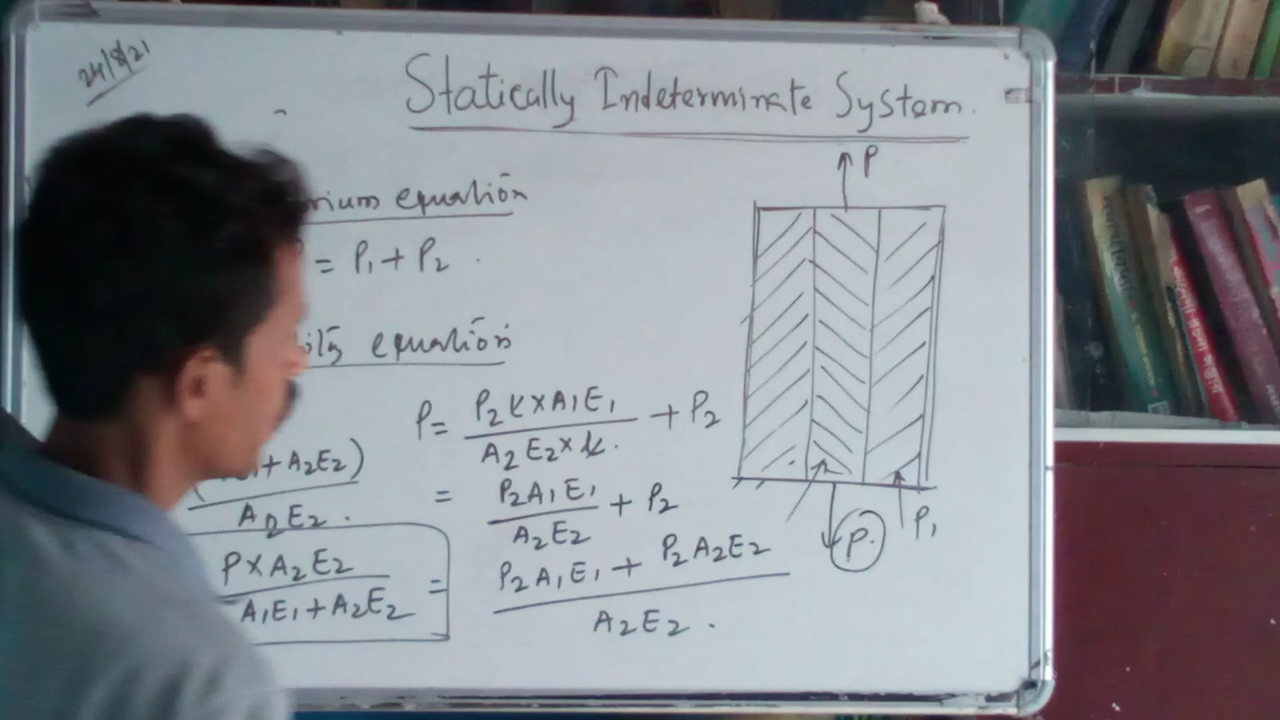 24/8/21
Statically Indeterminate System.
rium equation
= P₁ + P₂
equation
P = P₂ L × A₁E₁ / A₂E₂ × L + P₂
+ A₂E₂)
A₂E₂.
= P₂A₁E₁ / A₂E₂ + P₂
P × A₂E₂ / A₁E₁ + A₂E₂ =
P₂A₁E₁ + P₂A₂E₂ / A₂E₂.
P
P.
P₁